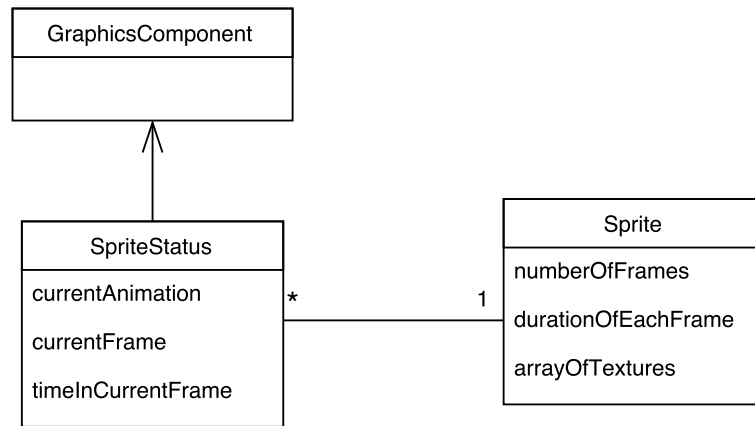 GraphicsComponent
SpriteStatus
currentAnimation
currentFrame
timeInCurrentFrame
*
1
Sprite
numberOfFrames
durationOfEachFrame
arrayOfTextures